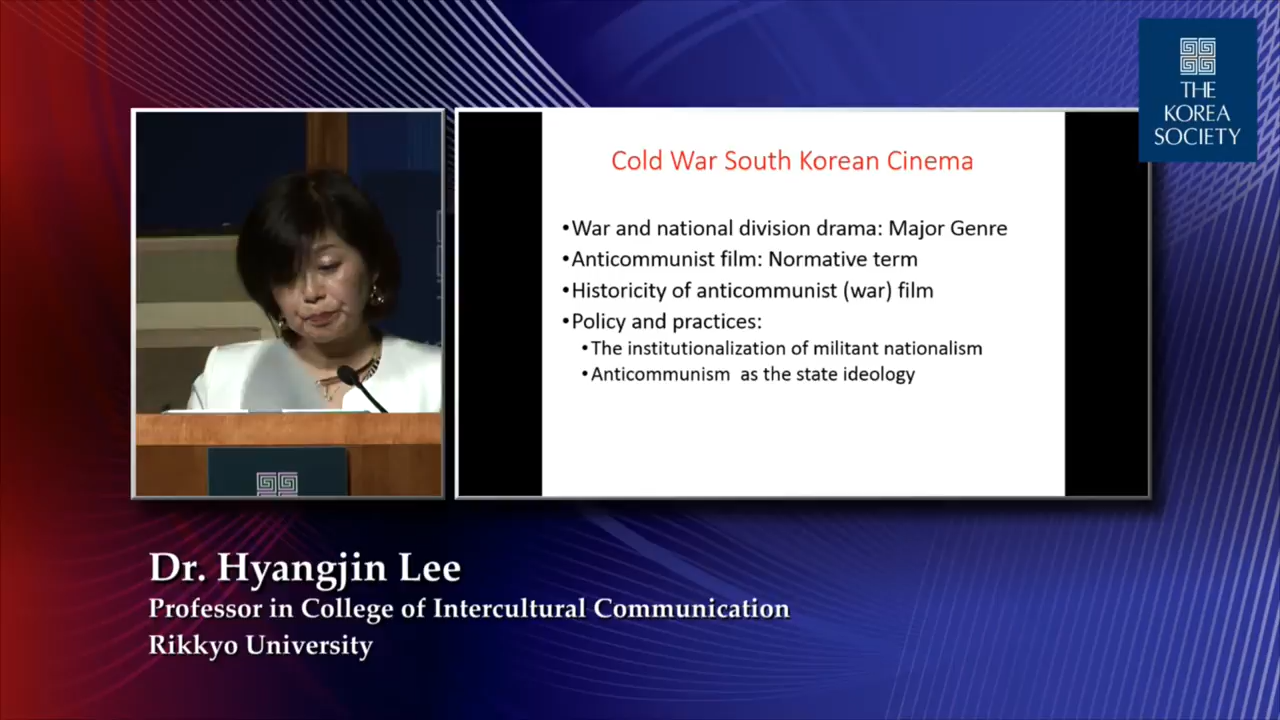 THE
KOREA
SOCIETY
Cold War South Korean Cinema
•War and national division drama: Major Genre
•Anticommunist film: Normative term
•Historicity of anticommunist (war) film
•Policy and practices:
•The institutionalization of militant nationalism
•Anticommunism as the state ideology
Dr. Hyangjin Lee
Professor in College of Intercultural Communication
Rikkyo University